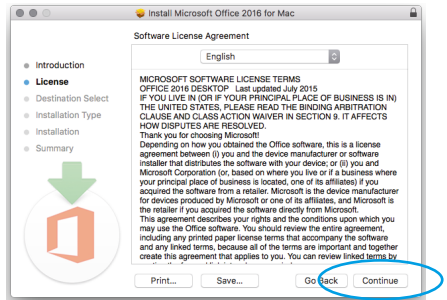 Install Microsoft Office 2016 for Mac
Software License Agreement
English
Introduction
License
Destination Select
Installation Type
Installation
Summary
MICROSOFT SOFTWARE LICENSE TERMS
OFFICE 2016 DESKTOP Last updated July 2015
IF YOU LIVE IN (OR IF YOUR PRINCIPAL PLACE OF BUSINESS IS IN)
THE UNITED STATES, PLEASE READ THE BINDING ARBITRATION
CLAUSE AND CLASS ACTION WAIVER IN SECTION 9. IT AFFECTS
HOW DISPUTES ARE RESOLVED.
Thank you for choosing Microsoft!
Depending on how you obtained the Office software, this is a license
agreement between (i) you and the device manufacturer or software
installer that distributes the software with your device; or (ii) you and
Microsoft Corporation (or, based on where you live or if a business where
your principal place of business is located, one of its affiliates) if you
acquired the software from a retailer. Microsoft is the device manufacturer
for devices produced by Microsoft or one of its affiliates, and Microsoft is
the retailer if you acquired the software directly from Microsoft.
This agreement describes your rights and the conditions upon which you
may use the Office software. You should review the entire agreement,
including any printed paper license terms that accompany the software
and any linked terms, because all of the terms are important and together
create this agreement that applies to you. You can review linked terms by
Print...
Save...
Go Back
Continue